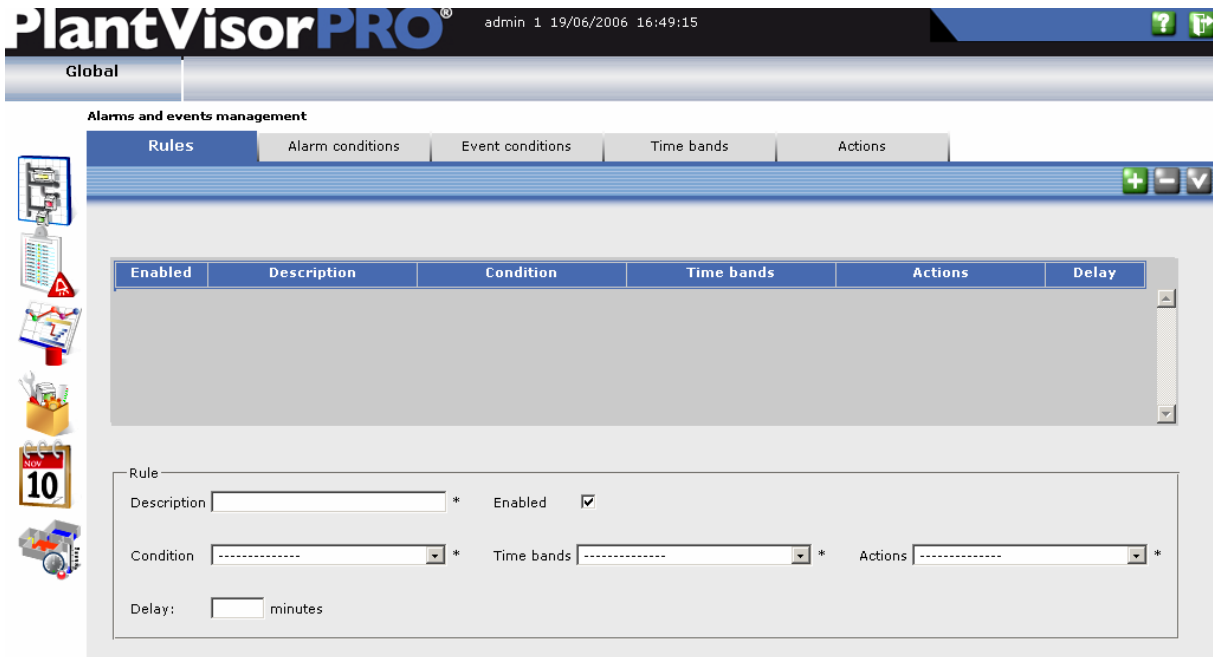 PlantVisorPRO® admin 1 19/06/2006 16:49:15 ?
Global
Alarms and events management
Rules Alarm conditions Event conditions Time bands Actions
Enabled Description Condition Time bands Actions Delay
NOV
10
Rule
Description * Enabled
Condition -------------- * Time bands -------------- * Actions -------------- *
Delay: minutes